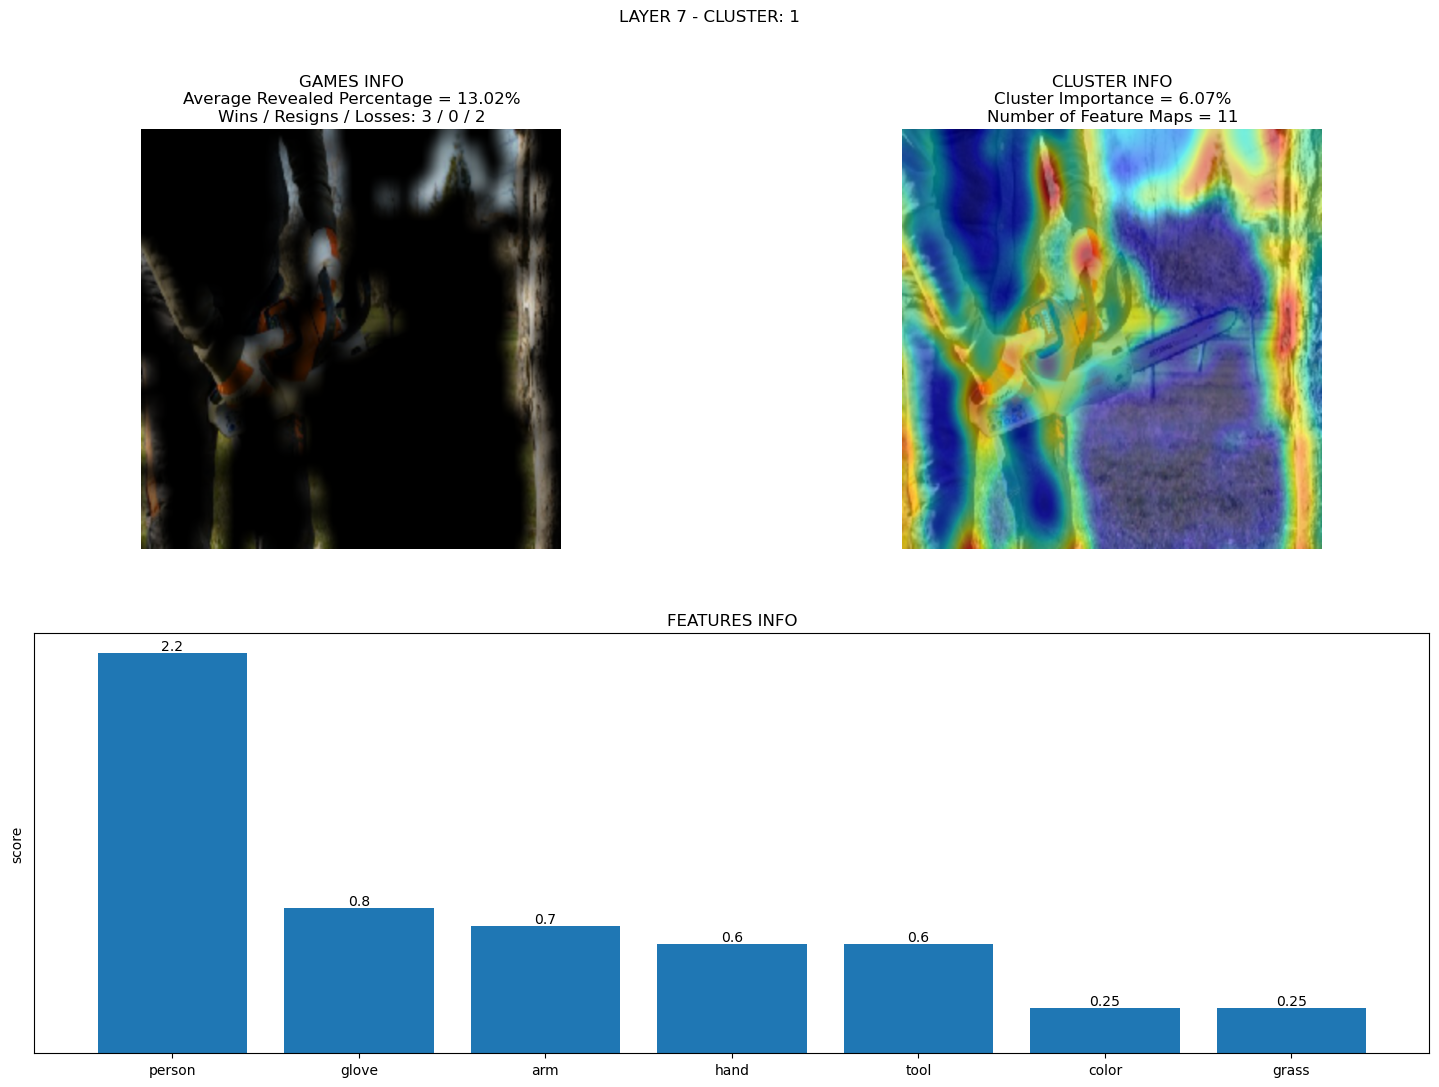 LAYER 7 - CLUSTER: 1
GAMES INFO
Average Revealed Percentage = 13.02%
Wins / Resigns / Losses: 3 / 0 / 2
CLUSTER INFO
Cluster Importance = 6.07%
Number of Feature Maps = 11
FEATURES INFO
score
2.2
0.8
0.7
0.6
0.6
0.25
0.25
person
glove
arm
hand
tool
color
grass